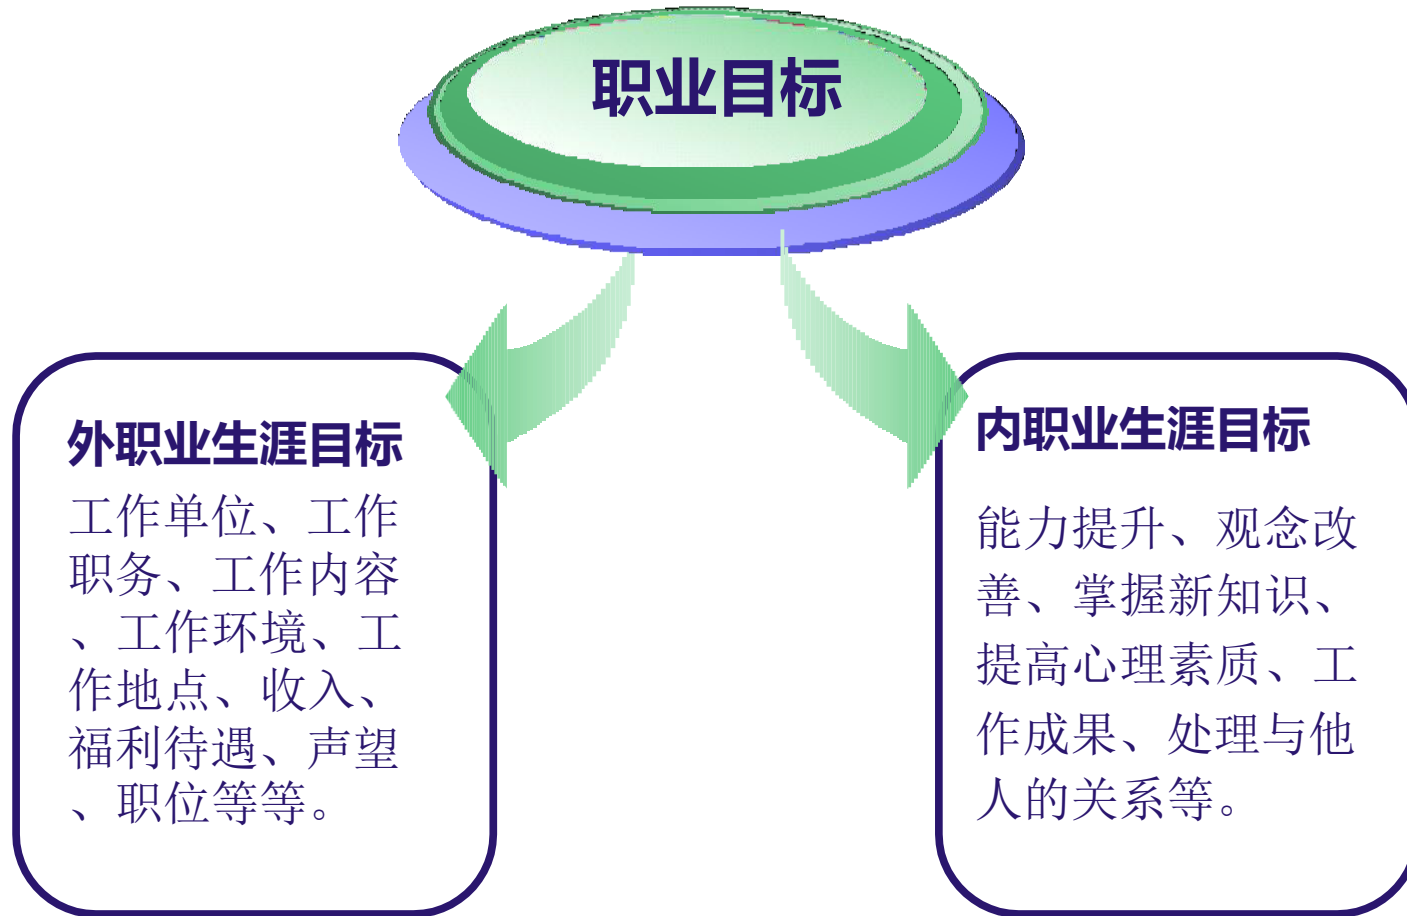 职业目标
外职业生涯目标
工作单位、工作
职务、工作内容
、工作环境、工
作地点、收入、
福利待遇、声望
、职位等等。
内职业生涯目标
能力提升、观念改
善、掌握新知识、
提高心理素质、工
作成果、处理与他
人的关系等。